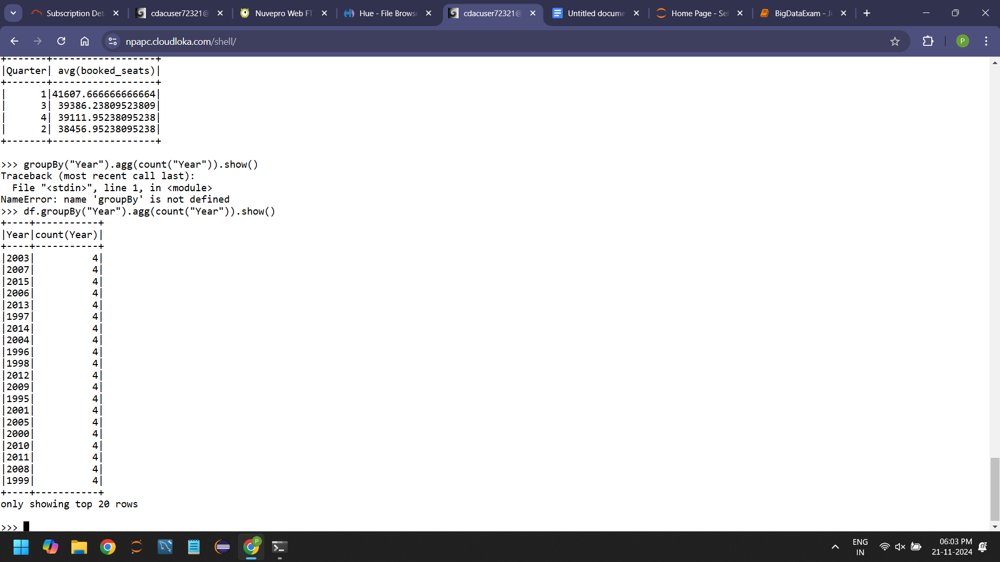 Subscription Det
cdacuser72321@
Nuvepro Web FT
Hue - File Browse
cdacuser72321@
Untitled docume
Home Page - Sel
BigDataExam - Ju
npapc.cloudloka.com/shell/
P
+-------+------------------+
|Quarter| avg(booked_seats)|
+-------+------------------+
|      1|41607.666666666664|
|      3| 39386.23809523809|
|      4| 39111.95238095238|
|      2| 38456.95238095238|
+-------+------------------+
>>> groupBy("Year").agg(count("Year")).show()
Traceback (most recent call last):
  File "<stdin>", line 1, in <module>
NameError: name 'groupBy' is not defined
>>> df.groupBy("Year").agg(count("Year")).show()
+----+-----------+
|Year|count(Year)|
+----+-----------+
|2003|          4|
|2007|          4|
|2015|          4|
|2006|          4|
|2013|          4|
|1997|          4|
|2014|          4|
|2004|          4|
|1996|          4|
|1998|          4|
|2012|          4|
|2009|          4|
|1995|          4|
|2001|          4|
|2005|          4|
|2000|          4|
|2010|          4|
|2011|          4|
|2008|          4|
|1999|          4|
+----+-----------+
only showing top 20 rows
>>>
P
ENG
IN
06:03 PM
21-11-2024